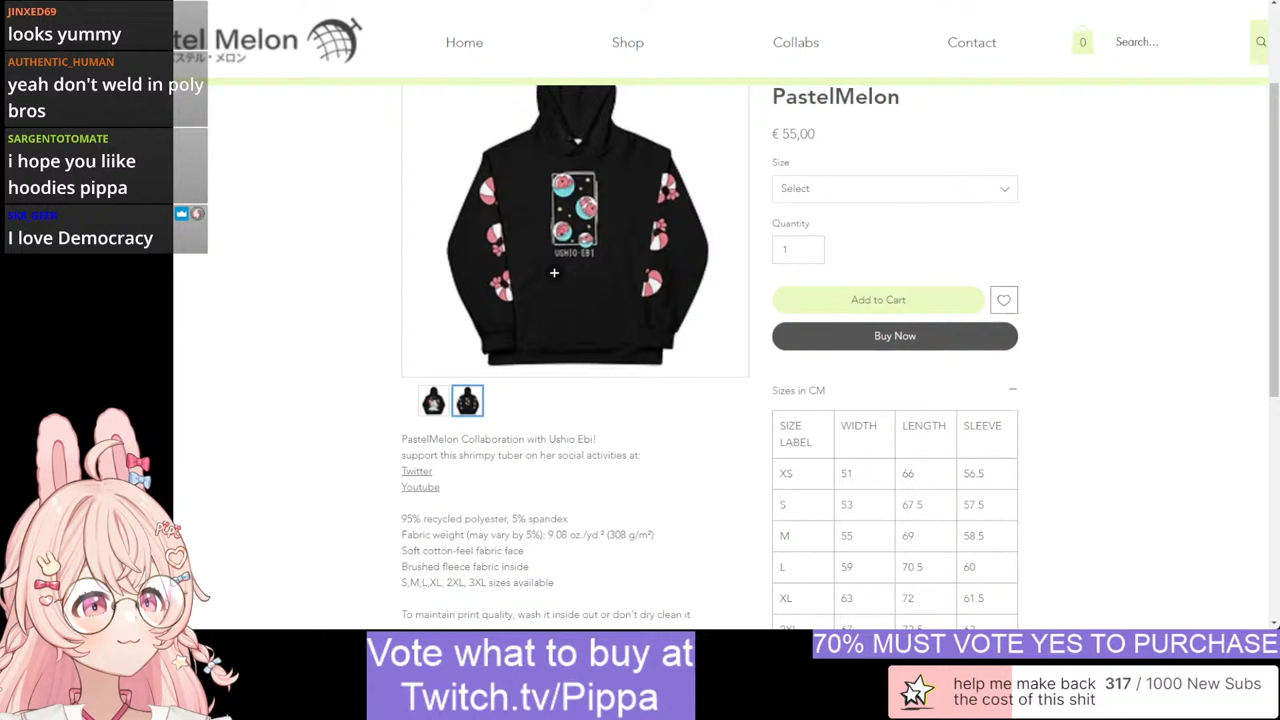 JINXED69
looks yummy
AUTHENTIC_HUMAN
yeah don't weld in poly
bros
SARGENTOTOMATE
i hope you liike
hoodies pippa
I love Democracy
tel Melon
Home
Shop
Collabs
Contact
0
Search...
PastelMelon
€ 55,00
Size
Select
Quantity
1
Add to Cart
Buy Now
USHIO-EBI
Sizes in CM
SIZE LABEL WIDTH LENGTH SLEEVE
XS 51 66 56.5
S 53 67.5 57.5
M 55 69 58.5
L 59 70.5 60
XL 63 72 61.5
PastelMelon Collaboration with Ushio Ebi!
support this shrimpy tuber on her social activities at:
Twitter
Youtube
95% recycled polyester, 5% spandex
Fabric weight (may vary by 5%): 9.08 oz./yd.² (308 g/m²)
Soft cotton-feel fabric face
Brushed fleece fabric inside
S,M,L,XL, 2XL, 3XL sizes available
To maintain print quality, wash it inside out or don't dry clean it
Vote what to buy at
Twitch.tv/Pippa
70% MUST VOTE YES TO PURCHASE
help me make back 317 / 1000 New Subs
the cost of this shit